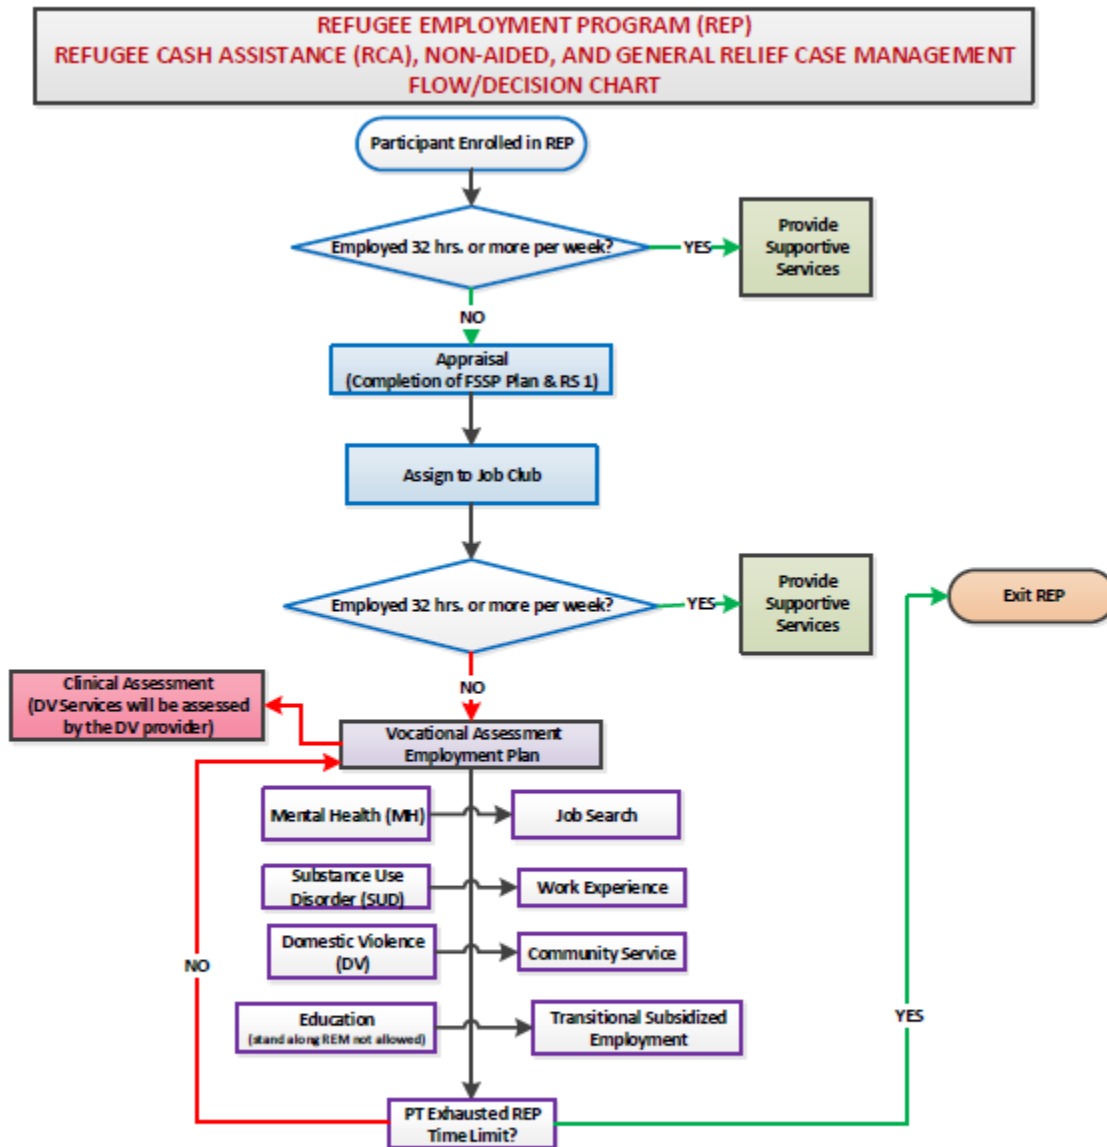 REFUGEE EMPLOYMENT PROGRAM (REP)
REFUGEE CASH ASSISTANCE (RCA), NON-AIDED, AND GENERAL RELIEF CASE MANAGEMENT
FLOW/DECISION CHART
Participant Enrolled in REP
Employed 32 hrs. or more per week?
YES
Provide
Supportive
Services
NO
Appraisal
(Completion of FSSP Plan & RS 1)
Assign to Job Club
Employed 32 hrs. or more per week?
YES
Provide
Supportive
Services
Exit REP
NO
Clinical Assessment
(DV Services will be assessed
by the DV provider)
Vocational Assessment
Employment Plan
Mental Health (MH)
Job Search
Substance Use
Disorder (SUD)
Work Experience
Domestic Violence
(DV)
Community Service
NO
Education
(stand along REM not allowed)
Transitional Subsidized
Employment
YES
PT Exhausted REP
Time Limit?